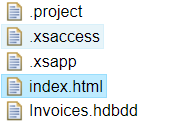 .project
.xsaccess
.xsapp
index.html
Invoices.hdbdd